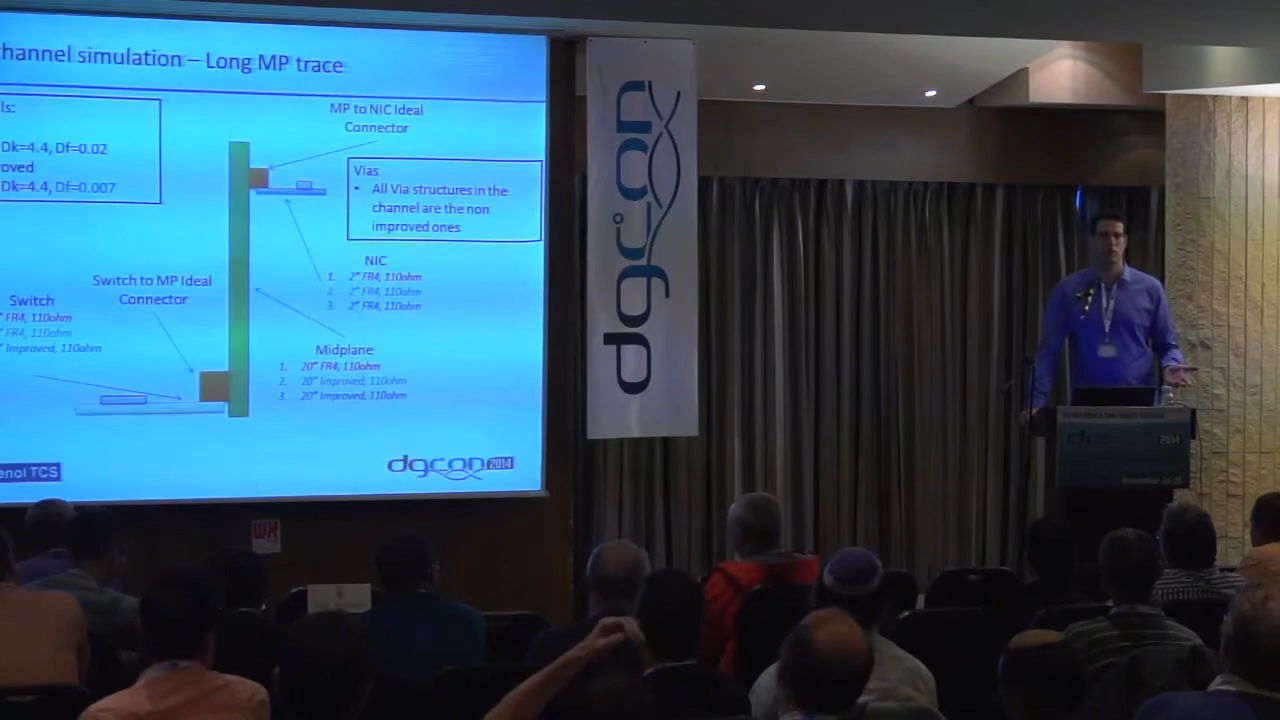 channel simulation – Long MP trace
ls:
Dk=4.4, Df=0.02
oved
Dk=4.4, Df=0.007
MP to NIC Ideal
Connector
Vias
• All Via structures in the
channel are the non
improved ones
NIC
1. 2" FR4, 110ohm
2. 2" FR4, 110ohm
3. 2" FR4, 110ohm
Switch to MP Ideal
Connector
Switch
" FR4, 110ohm
" FR4, 110ohm
" Improved, 110ohm
Midplane
1. 20" FR4, 110ohm
2. 20" Improved, 110ohm
3. 20" Improved, 110ohm
enol TCS
dgcon 2014
dgcon
2014
November
אש